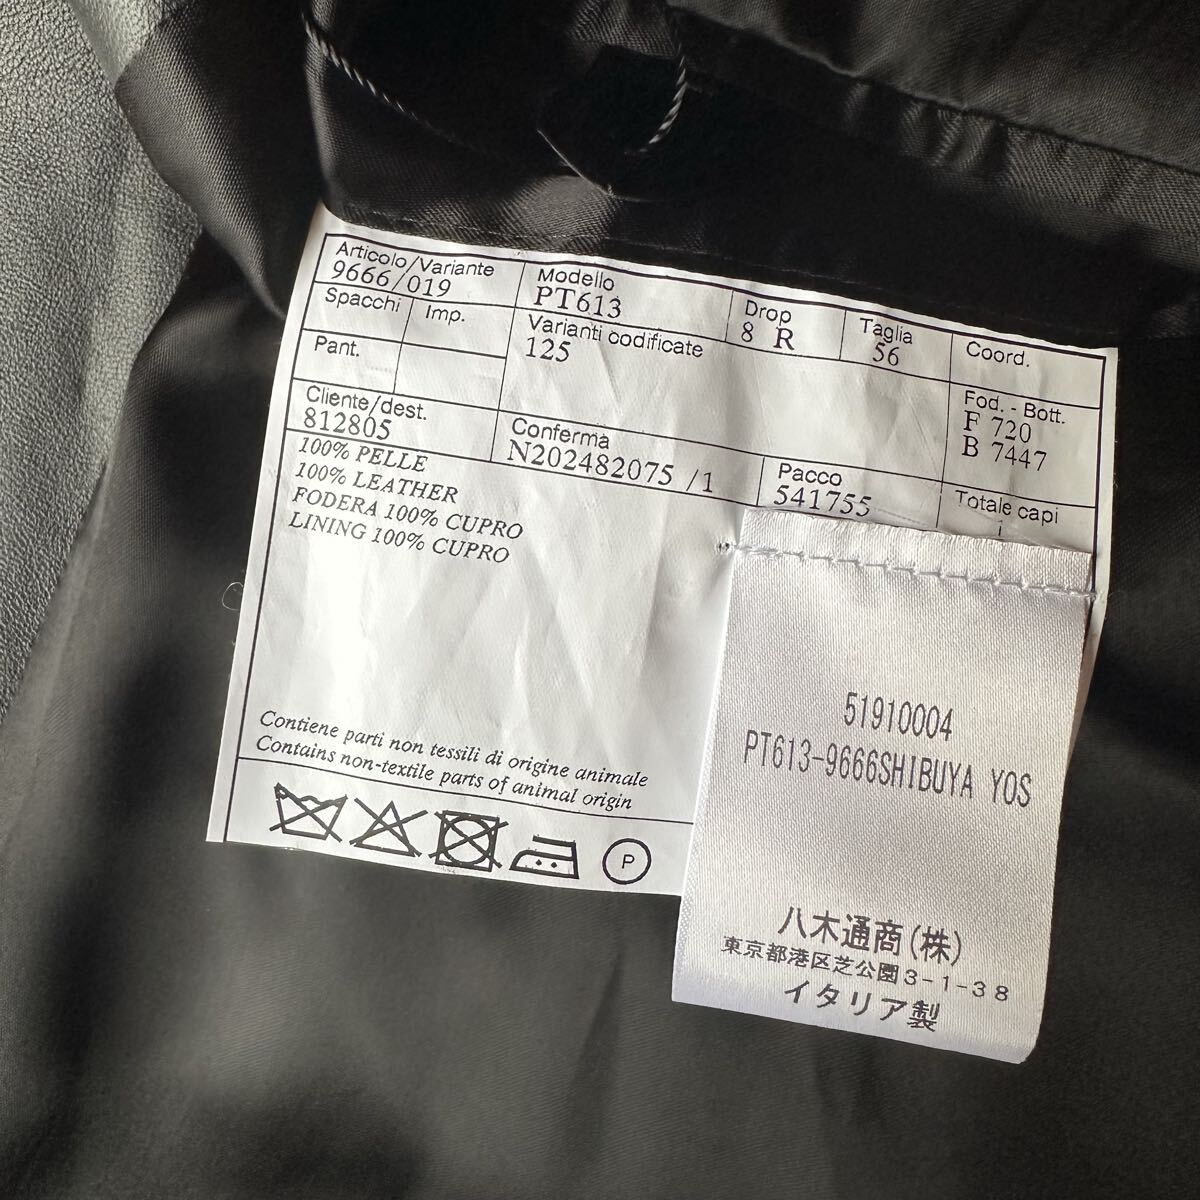 Articolo/Variante
9666/019
Modello
PT613
Drop
8 R
Taglia
56
Coord.
Spacchi
Imp.
Varianti codificate
125
Pant.
Fod. - Bott.
F 720
B 7447
Cliente/dest.
812805
Conferma
N202482075 /1
Pacco
541755
Totale capi
1
100% PELLE
100% LEATHER
FODERA 100% CUPRO
LINING 100% CUPRO
Contiene parti non tessili di origine animale
Contains non-textile parts of animal origin
P
51910004
PT613-9666SHIBUYA YOS
八木通商(株)
東京都港区芝公園3-1-38
イタリア製